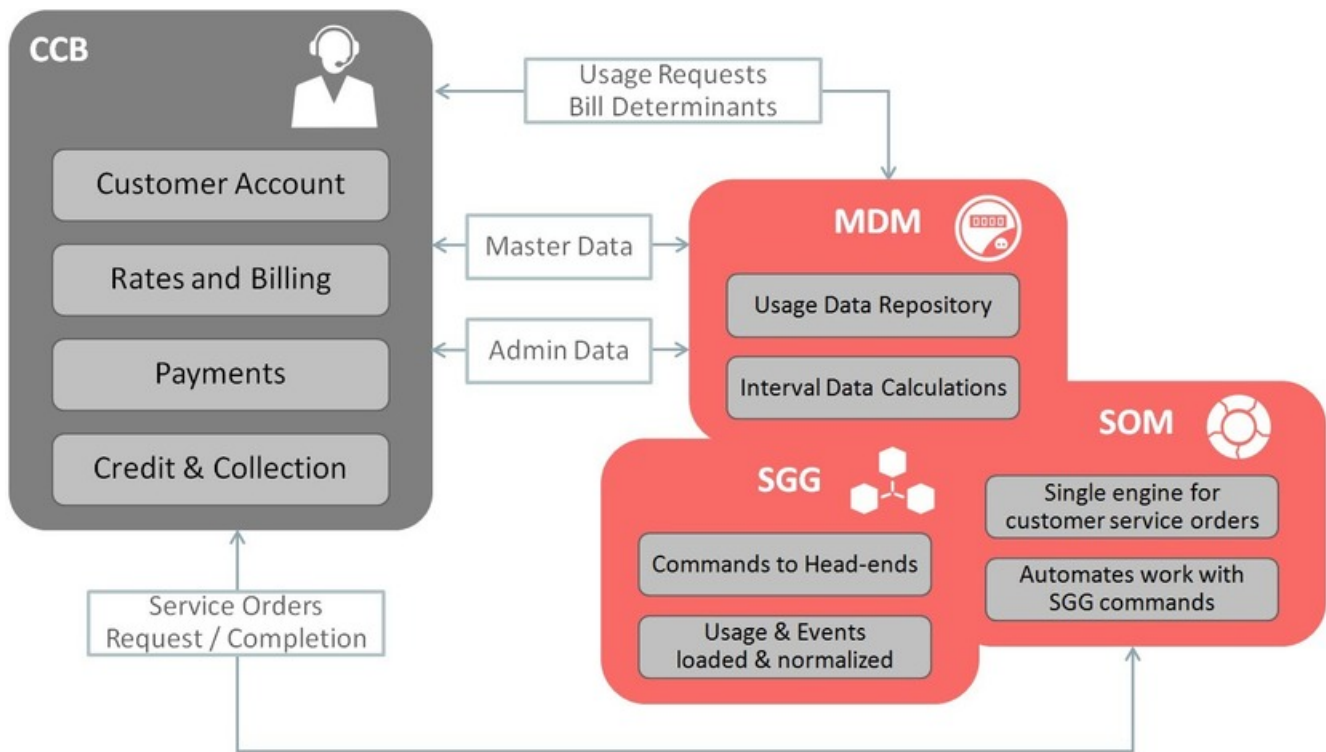 CCB
Customer Account
Rates and Billing
Payments
Credit & Collection
Usage Requests
Bill Determinants
Master Data
Admin Data
Service Orders
Request / Completion
MDM
0000
Usage Data Repository
Interval Data Calculations
SGG
Commands to Head-ends
Usage & Events
loaded & normalized
SOM
Single engine for
customer service orders
Automates work with
SGG commands